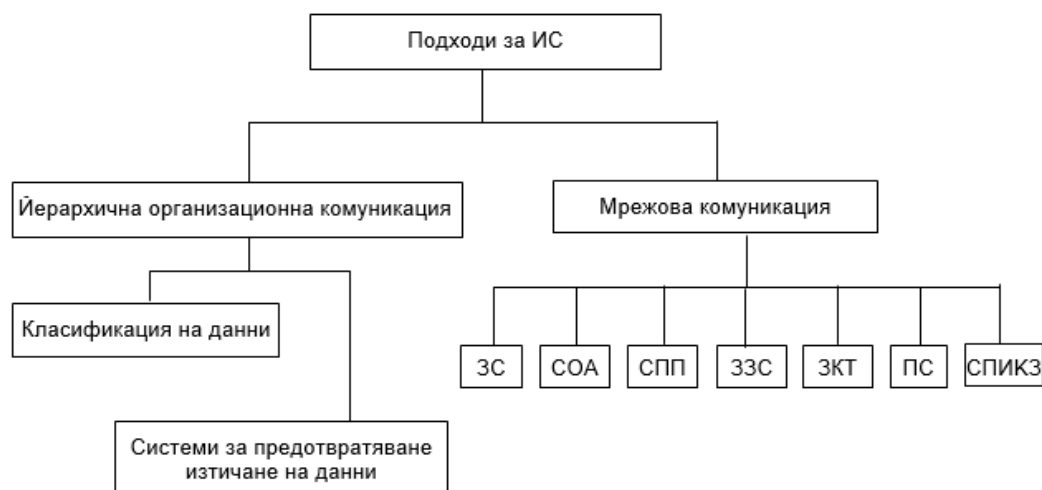 Подходи за ИС
Йерархична организационна комуникация
Мрежова комуникация
Класификация на данни
ЗС
СОА
СПП
ЗЗС
ЗКТ
ПС
СПИКЗ
Системи за предотвратяване
изтичане на данни